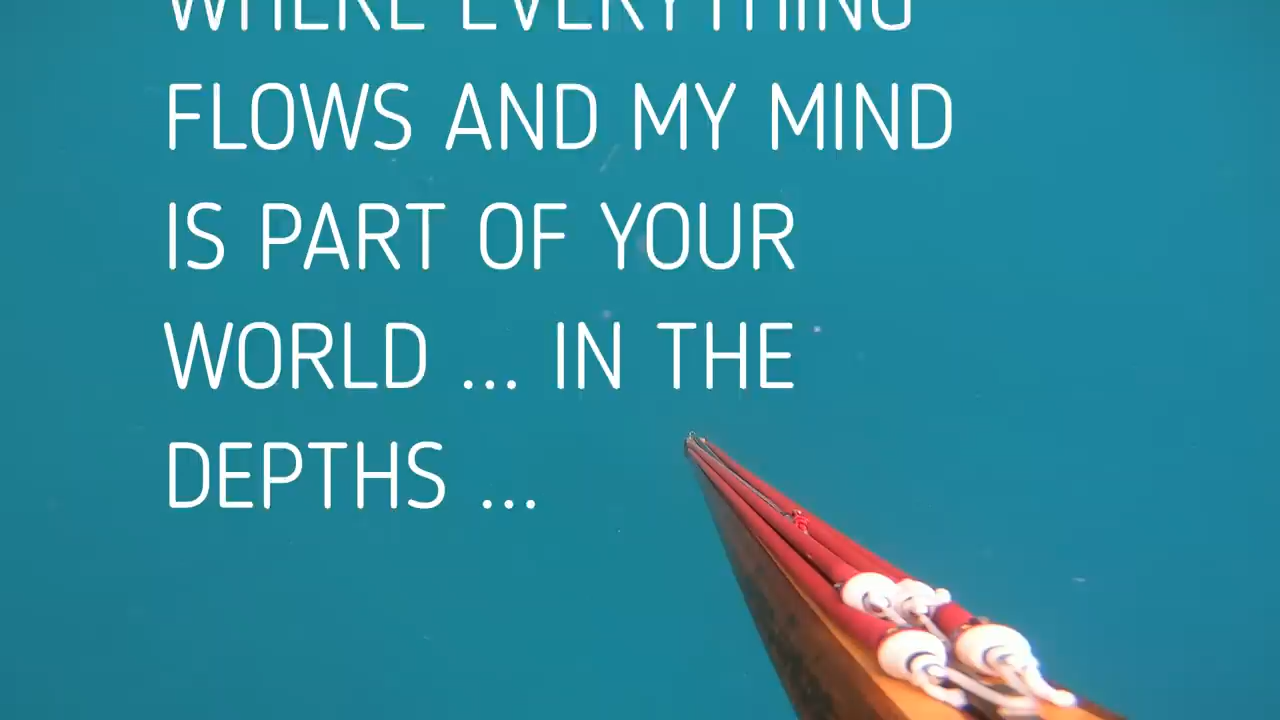 WHERE EVERYTHING
FLOWS AND MY MIND
IS PART OF YOUR
WORLD ... IN THE
DEPTHS ...